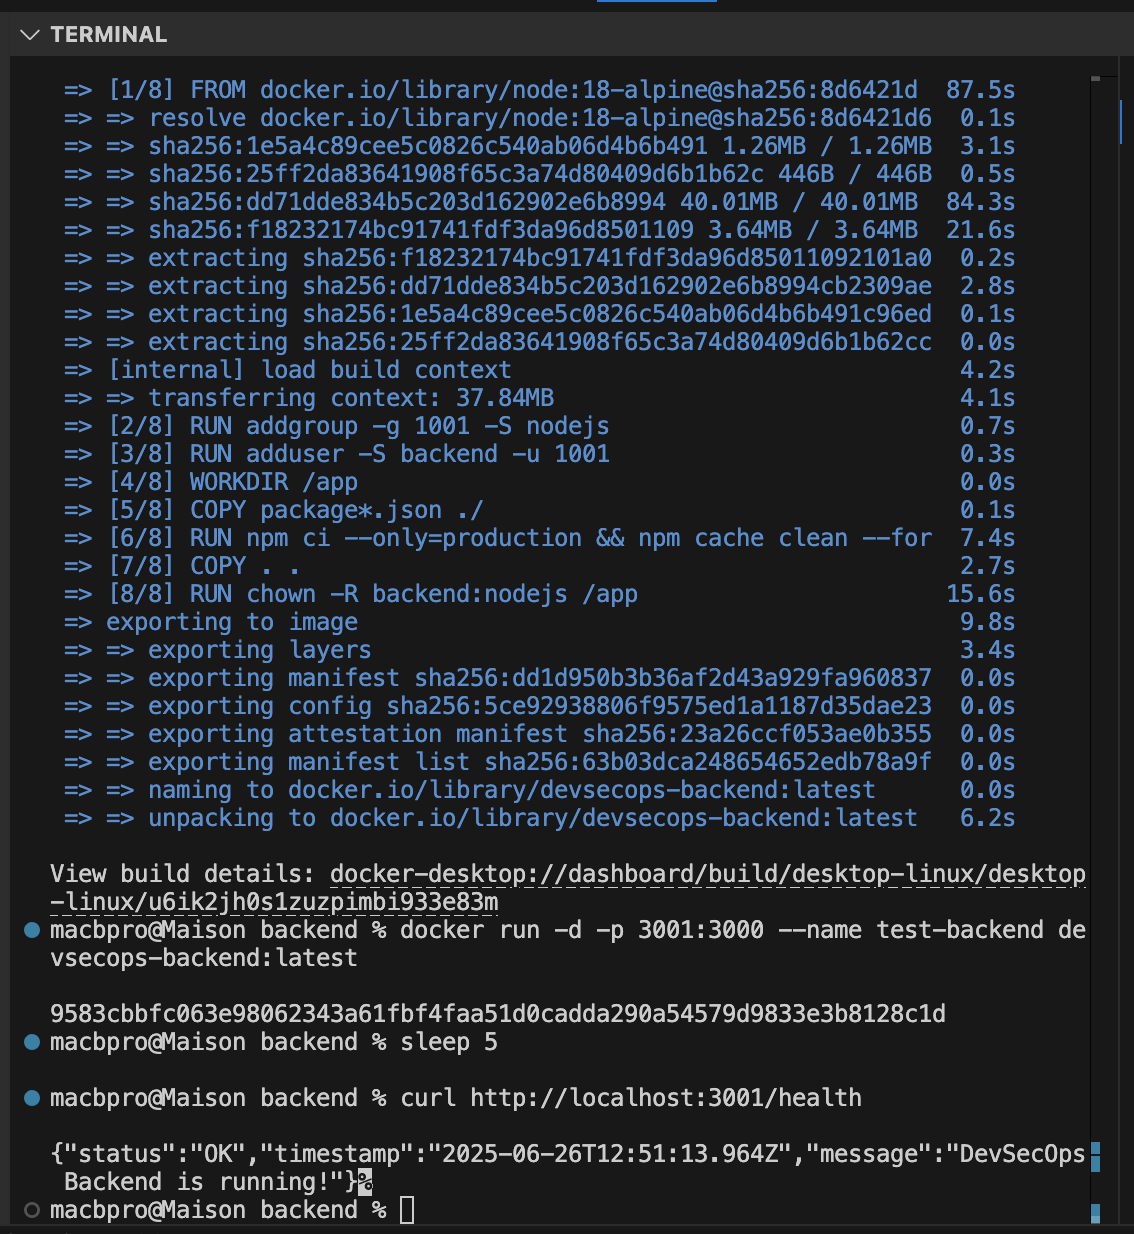 TERMINAL
=> [1/8] FROM docker.io/library/node:18-alpine@sha256:8d6421d 87.5s
=> => resolve docker.io/library/node:18-alpine@sha256:8d6421d6 0.1s
=> => sha256:1e5a4c89cee5c0826c540ab06d4b6b491 1.26MB / 1.26MB 3.1s
=> => sha256:25ff2da83641908f65c3a74d80409d6b1b62c 446B / 446B 0.5s
=> => sha256:dd71dde834b5c203d162902e6b8994 40.01MB / 40.01MB 84.3s
=> => sha256:f18232174bc91741fdf3da96d8501109 3.64MB / 3.64MB 21.6s
=> => extracting sha256:f18232174bc91741fdf3da96d85011092101a0 0.2s
=> => extracting sha256:dd71dde834b5c203d162902e6b8994cb2309ae 2.8s
=> => extracting sha256:1e5a4c89cee5c0826c540ab06d4b6b491c96ed 0.1s
=> => extracting sha256:25ff2da83641908f65c3a74d80409d6b1b62cc 0.0s
=> [internal] load build context 4.2s
=> => transferring context: 37.84MB 4.1s
=> [2/8] RUN addgroup -g 1001 -S nodejs 0.7s
=> [3/8] RUN adduser -S backend -u 1001 0.3s
=> [4/8] WORKDIR /app 0.0s
=> [5/8] COPY package*.json ./ 0.1s
=> [6/8] RUN npm ci --only=production && npm cache clean --for 7.4s
=> [7/8] COPY . . 2.7s
=> [8/8] RUN chown -R backend:nodejs /app 15.6s
=> exporting to image 9.8s
=> => exporting layers 3.4s
=> => exporting manifest sha256:dd1d950b3b36af2d43a929fa960837 0.0s
=> => exporting config sha256:5ce92938806f9575ed1a1187d35dae23 0.0s
=> => exporting attestation manifest sha256:23a26ccf053ae0b355 0.0s
=> => exporting manifest list sha256:63b03dca248654652edb78a9f 0.0s
=> => naming to docker.io/library/devsecops-backend:latest 0.0s
=> => unpacking to docker.io/library/devsecops-backend:latest 6.2s
View build details: docker-desktop://dashboard/build/desktop-linux/desktop
-linux/u6ik2jh0s1zuzpimbi933e83m
macbpro@Maison backend % docker run -d -p 3001:3000 --name test-backend de
vsecops-backend:latest
9583cbbfc063e98062343a61fbf4faa51d0cadda290a54579d9833e3b8128c1d
macbpro@Maison backend % sleep 5
macbpro@Maison backend % curl http://localhost:3001/health
{"status":"OK","timestamp":"2025-06-26T12:51:13.964Z","message":"DevSecOps
Backend is running!"}%
macbpro@Maison backend %